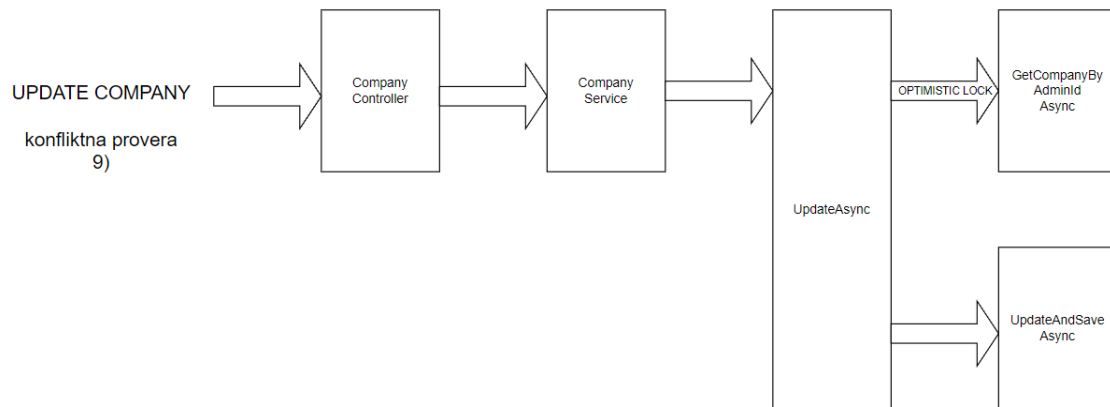 UPDATE COMPANY
konfliktna provera
9)
Company
Controller
Company
Service
UpdateAsync
OPTIMISTIC LOCK
GetCompanyBy
AdminId
Async
UpdateAndSave
Async